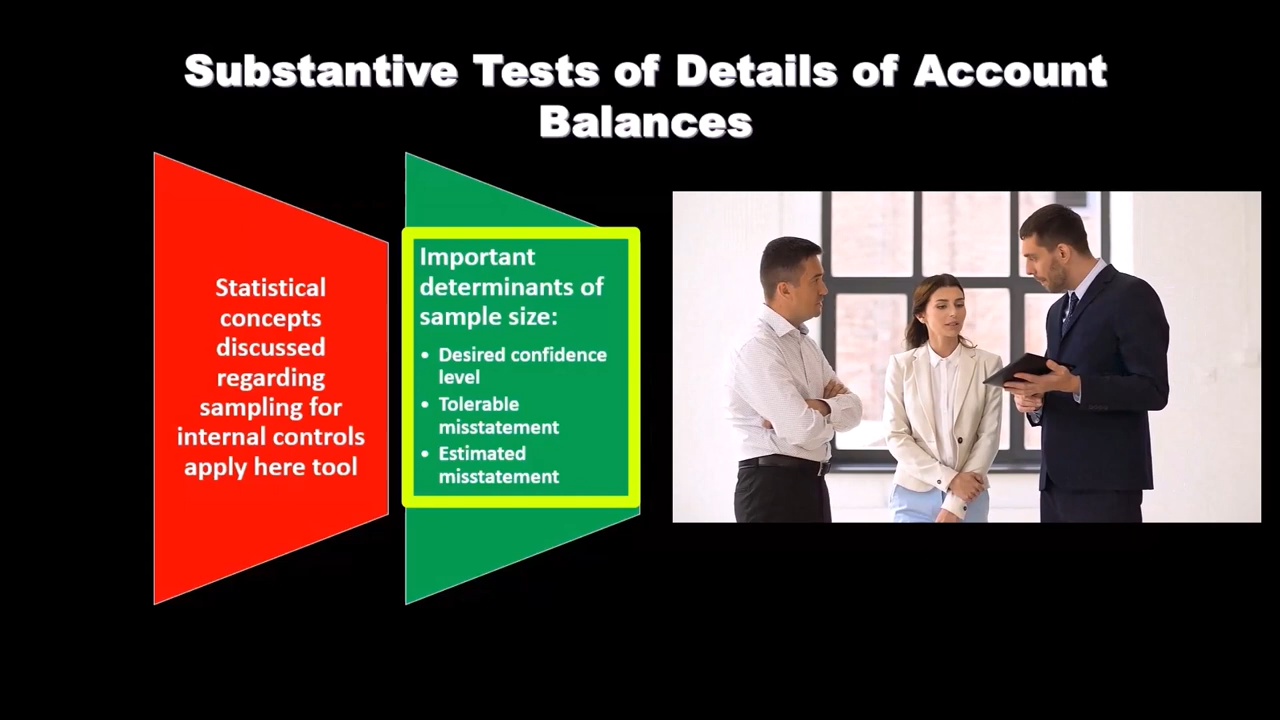 Substantive Tests of Details of Account
Balances
Statistical
concepts
discussed
regarding
sampling for
internal controls
apply here tool
Important
determinants of
sample size:
• Desired confidence
level
• Tolerable
misstatement
• Estimated
misstatement